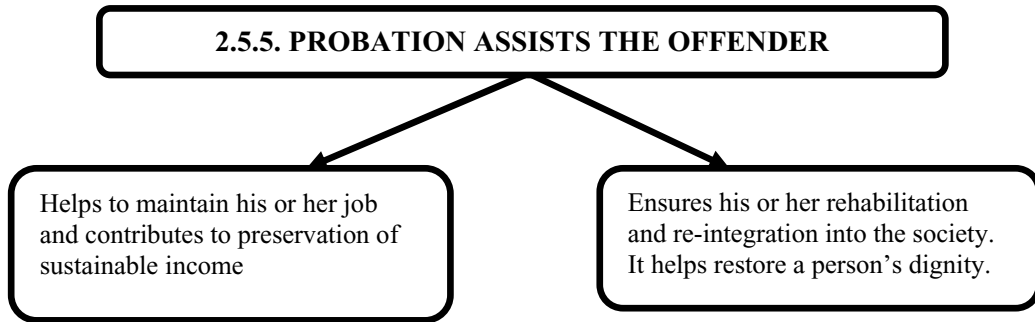 2.5.5. PROBATION ASSISTS THE OFFENDER
Helps to maintain his or her job
and contributes to preservation of
sustainable income
Ensures his or her rehabilitation
and re-integration into the society.
It helps restore a person’s dignity.